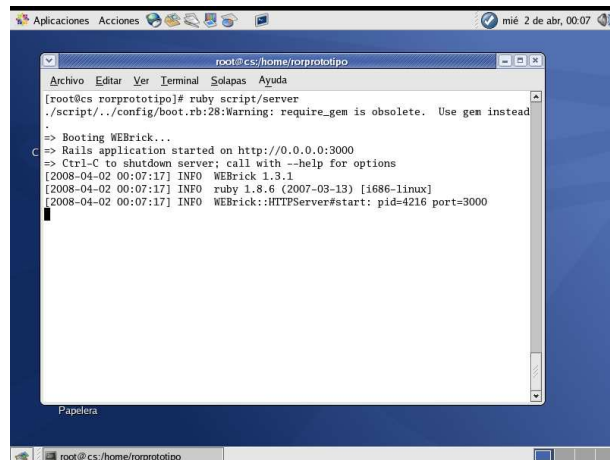 Aplicaciones Acciones mié 2 de abr, 00:07
root@cs:/home/rorprototipo
Archivo Editar Ver Terminal Solapas Ayuda
[root@cs rorprototipo]# ruby script/server
./script/../config/boot.rb:28:Warning: require_gem is obsolete.  Use gem instead
.
=> Booting WEBrick...
=> Rails application started on http://0.0.0.0:3000
=> Ctrl-C to shutdown server; call with --help for options
[2008-04-02 00:07:17] INFO  WEBrick 1.3.1
[2008-04-02 00:07:17] INFO  ruby 1.8.6 (2007-03-13) [i686-linux]
[2008-04-02 00:07:17] INFO  WEBrick::HTTPServer#start: pid=4216 port=3000
C
Papelera
root@cs:/home/rorprototipo